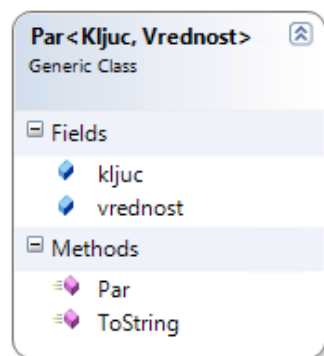 Par<Kljuc, Vrednost>
Generic Class
Fields
kljuc
vrednost
Methods
Par
ToString